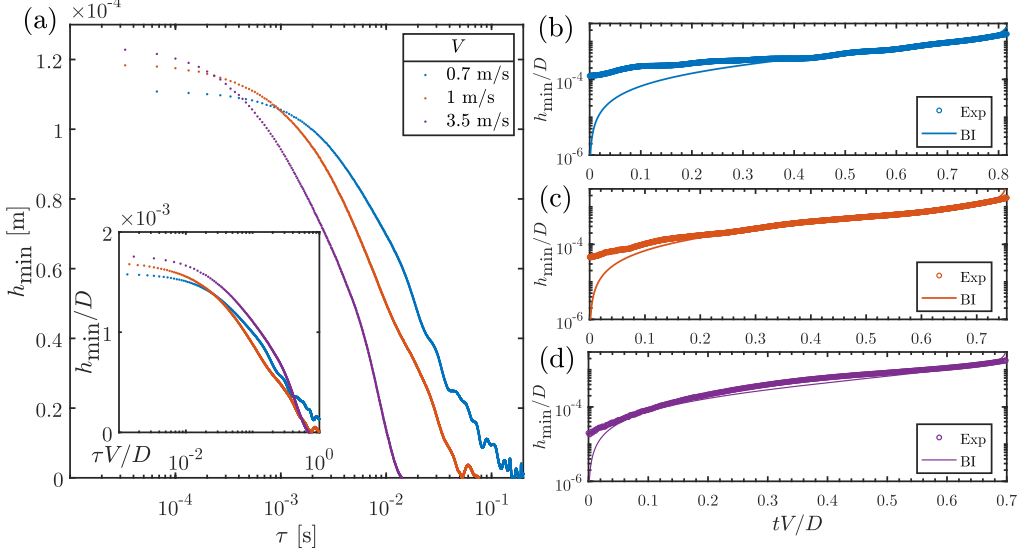 (a)
×10⁻⁴
1.2
1
0.8
0.6
0.4
0.2
0
h_min [m]
V
0.7 m/s
1 m/s
3.5 m/s
10⁻⁴
10⁻³
10⁻²
10⁻¹
τ [s]
×10⁻³
2
1
0
h_min/D
τV/D
10⁻²
10⁰
(b)
h_min/D
10⁻⁴
10⁻⁶
Exp
BI
0 0.1 0.2 0.3 0.4 0.5 0.6 0.7 0.8
(c)
h_min/D
10⁻⁴
10⁻⁶
Exp
BI
0 0.1 0.2 0.3 0.4 0.5 0.6 0.7
(d)
h_min/D
10⁻⁴
10⁻⁶
Exp
BI
0 0.1 0.2 0.3 0.4 0.5 0.6 0.7
tV/D